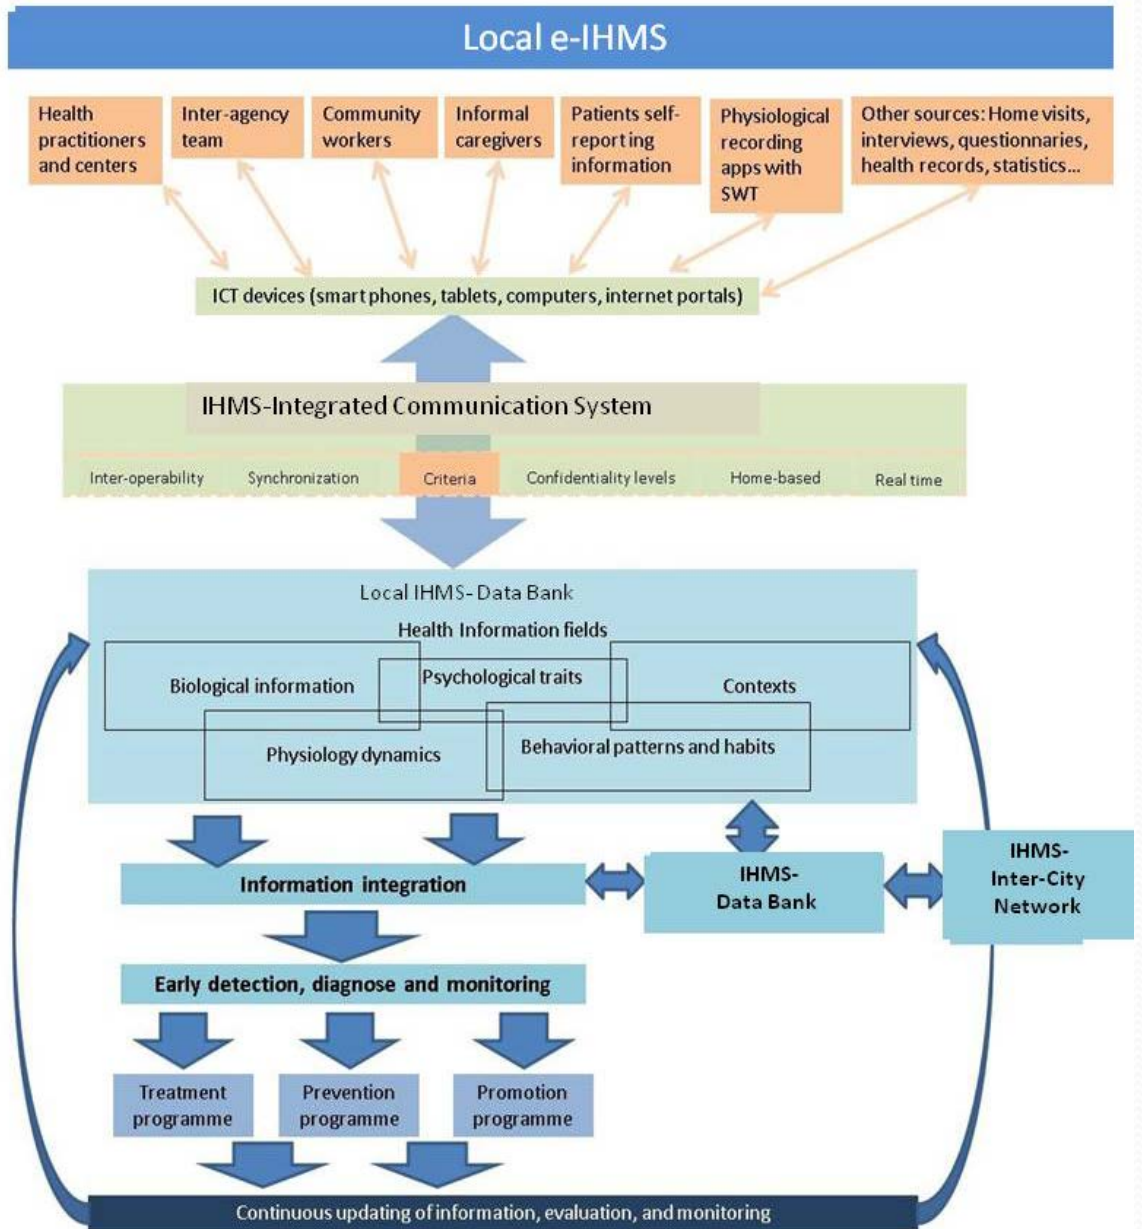 Local e-IHMS
Health
practitioners
and centers
Inter-agency
team
Community
workers
Informal
caregivers
Patients self-
reporting
information
Physiological
recording
apps with
SWT
Other sources: Home visits,
interviews, questionnaries,
health records, statistics...
ICT devices (smart phones, tablets, computers, internet portals)
IHMS-Integrated Communication System
Inter-operability
Synchronization
Criteria
Confidentiality levels
Home-based
Real time
Local IHMS- Data Bank
Health Information fields
Biological information
Psychological traits
Contexts
Physiology dynamics
Behavioral patterns and habits
Information integration
IHMS-
Data Bank
IHMS-
Inter-City
Network
Early detection, diagnose and monitoring
Treatment
programme
Prevention
programme
Promotion
programme
Continuous updating of information, evaluation, and monitoring